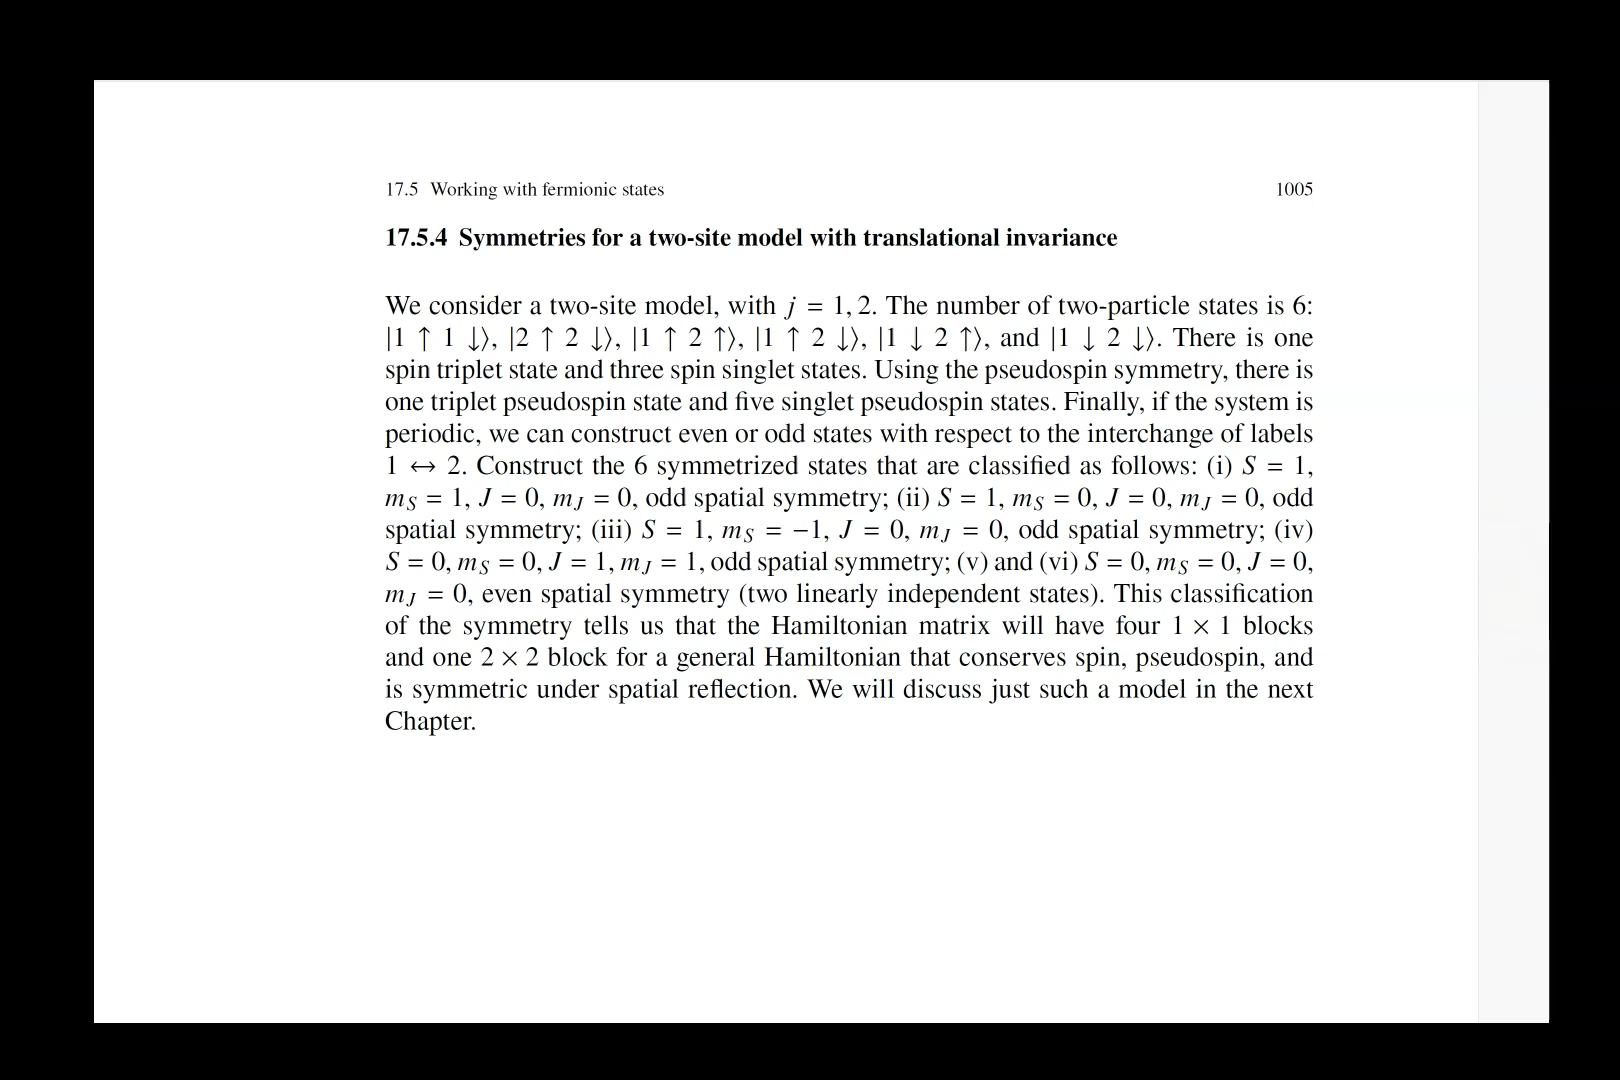 17.5 Working with fermionic states 1005
17.5.4 Symmetries for a two-site model with translational invariance
We consider a two-site model, with j = 1, 2. The number of two-particle states is 6:
|1 ↑ 1 ↓⟩, |2 ↑ 2 ↓⟩, |1 ↑ 2 ↑⟩, |1 ↑ 2 ↓⟩, |1 ↓ 2 ↑⟩, and |1 ↓ 2 ↓⟩. There is one
spin triplet state and three spin singlet states. Using the pseudospin symmetry, there is
one triplet pseudospin state and five singlet pseudospin states. Finally, if the system is
periodic, we can construct even or odd states with respect to the interchange of labels
1 ↔ 2. Construct the 6 symmetrized states that are classified as follows: (i) S = 1,
m_S = 1, J = 0, m_J = 0, odd spatial symmetry; (ii) S = 1, m_S = 0, J = 0, m_J = 0, odd
spatial symmetry; (iii) S = 1, m_S = −1, J = 0, m_J = 0, odd spatial symmetry; (iv)
S = 0, m_S = 0, J = 1, m_J = 1, odd spatial symmetry; (v) and (vi) S = 0, m_S = 0, J = 0,
m_J = 0, even spatial symmetry (two linearly independent states). This classification
of the symmetry tells us that the Hamiltonian matrix will have four 1 × 1 blocks
and one 2 × 2 block for a general Hamiltonian that conserves spin, pseudospin, and
is symmetric under spatial reflection. We will discuss just such a model in the next
Chapter.